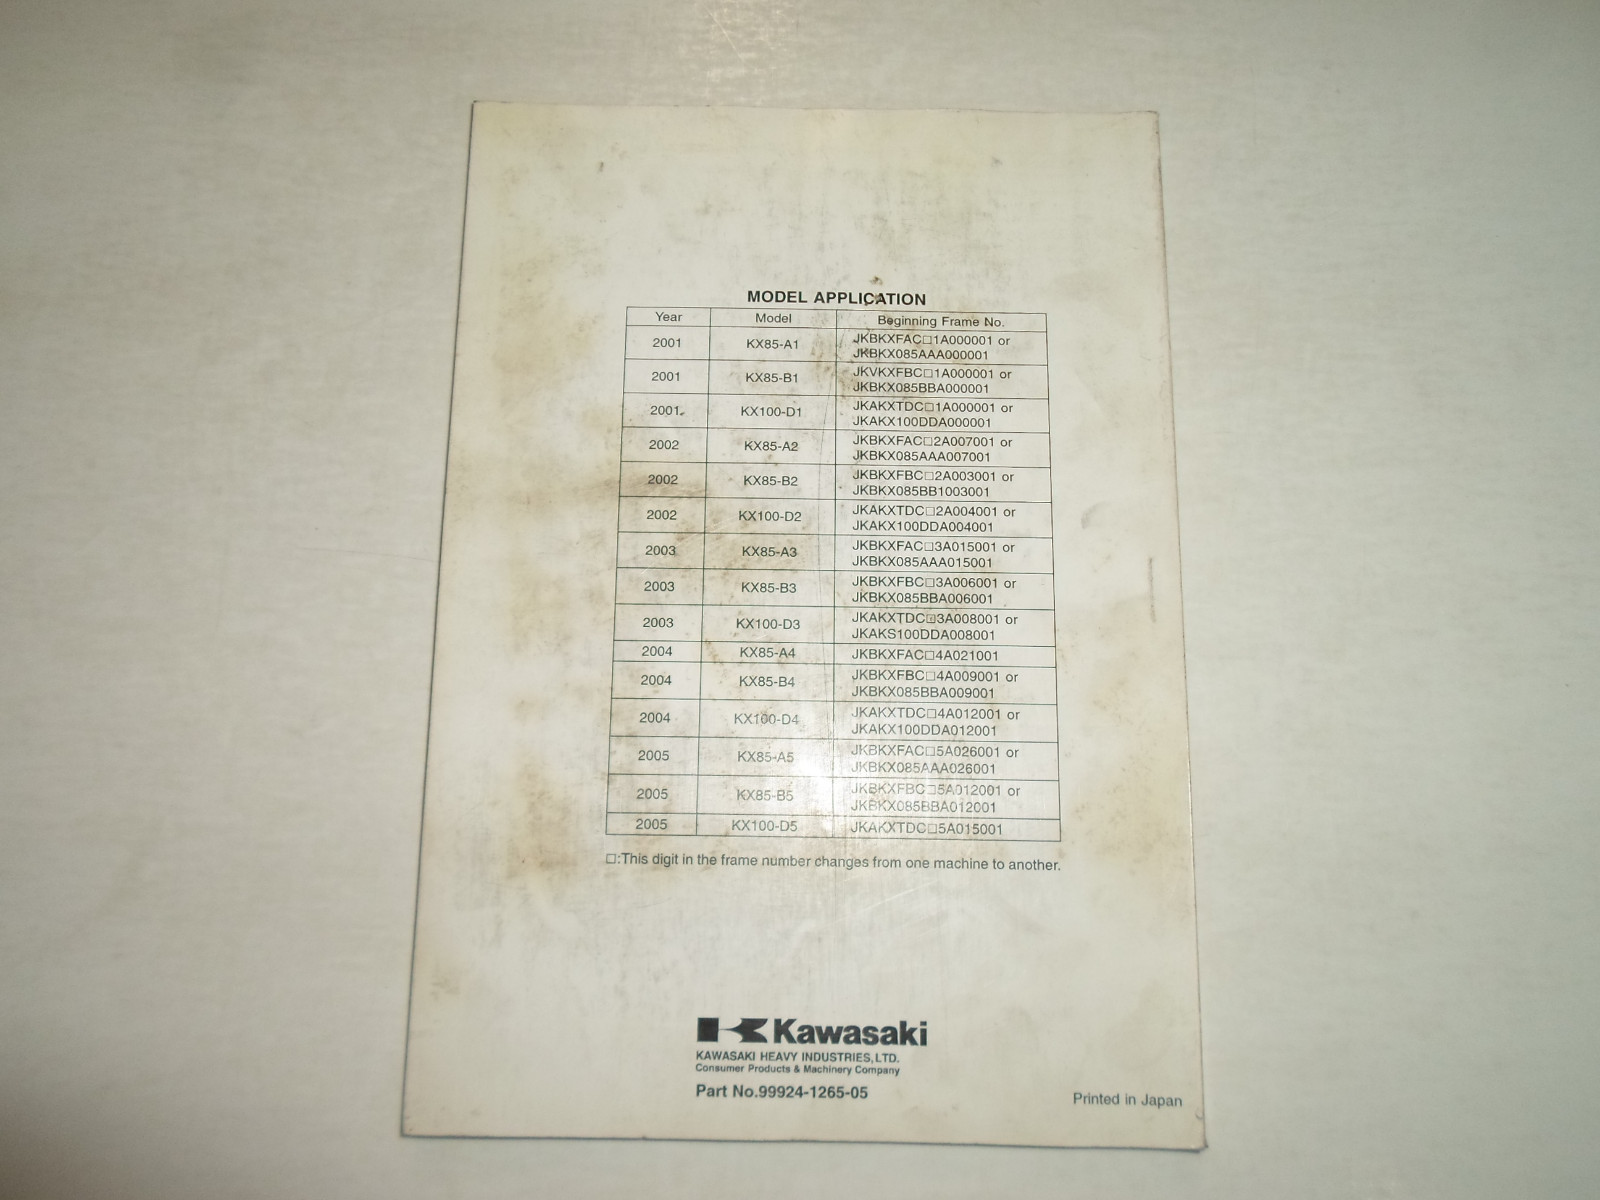 MODEL APPLICATION
Year Model Beginning Frame No.
2001 KX85-A1 JKBKXFAC□1A000001 or
JKBKX085AAA000001
2001 KX85-B1 JKVKXFBC□1A000001 or
JKBKX085BBA000001
2001 KX100-D1 JKAKXTDC□1A000001 or
JKAKX100DDA000001
2002 KX85-A2 JKBKXFAC□2A007001 or
JKBKX085AAA007001
2002 KX85-B2 JKBKXFBC□2A003001 or
JKBKX085BB1003001
2002 KX100-D2 JKAKXTDC□2A004001 or
JKAKX100DDA004001
2003 KX85-A3 JKBKXFAC□3A015001 or
JKBKX085AAA015001
2003 KX85-B3 JKBKXFBC□3A006001 or
JKBKX085BBA006001
2003 KX100-D3 JKAKXTDC□3A008001 or
JKAKS100DDA008001
2004 KX85-A4 JKBKXFAC□4A021001
2004 KX85-B4 JKBKXFBC□4A009001 or
JKBKX085BBA009001
2004 KX100-D4 JKAKXTDC□4A012001 or
JKAKX100DDA012001
2005 KX85-A5 JKBKXFAC□5A026001 or
JKBKX085AAA026001
2005 KX85-B5 JKBKXFBC□5A012001 or
JKBKX085BBA012001
2005 KX100-D5 JKAKXTDC□5A015001
□:This digit in the frame number changes from one machine to another.
Kawasaki
KAWASAKI HEAVY INDUSTRIES,LTD.
Consumer Products & Machinery Company
Part No.99924-1265-05
Printed in Japan